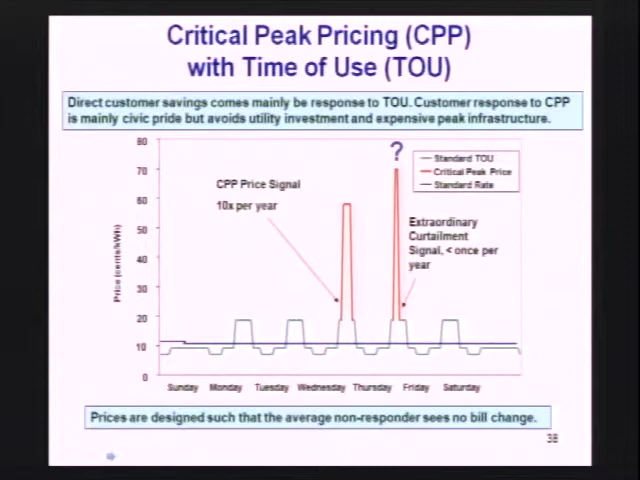 Critical Peak Pricing (CPP)
with Time of Use (TOU)
Direct customer savings comes mainly be response to TOU. Customer response to CPP
is mainly civic pride but avoids utility investment and expensive peak infrastructure.
80
70
60
50
40
30
20
10
0
Price (cents/kWh)
?
Standard TOU
Critical Peak Price
Standard Rate
CPP Price Signal
10x per year
Extraordinary
Curtailment
Signal, < once per
year
Sunday Monday Tuesday Wednesday Thursday Friday Saturday
Prices are designed such that the average non-responder sees no bill change.
38